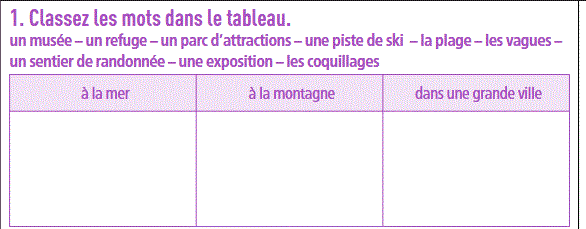 1. Classez les mots dans le tableau.
un musée – un refuge – un parc d'attractions – une piste de ski – la plage – les vagues –
un sentier de randonnée – une exposition – les coquillages
à la mer à la montagne dans une grande ville